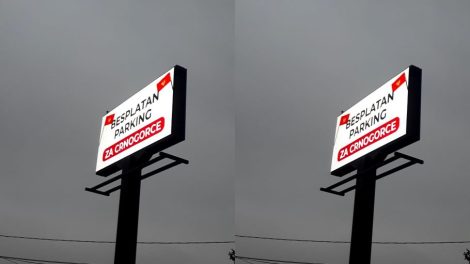 BESPLATAN
PARKING
ZA CRNOGORCE
BESPLATAN
PARKING
ZA CRNOGORCE